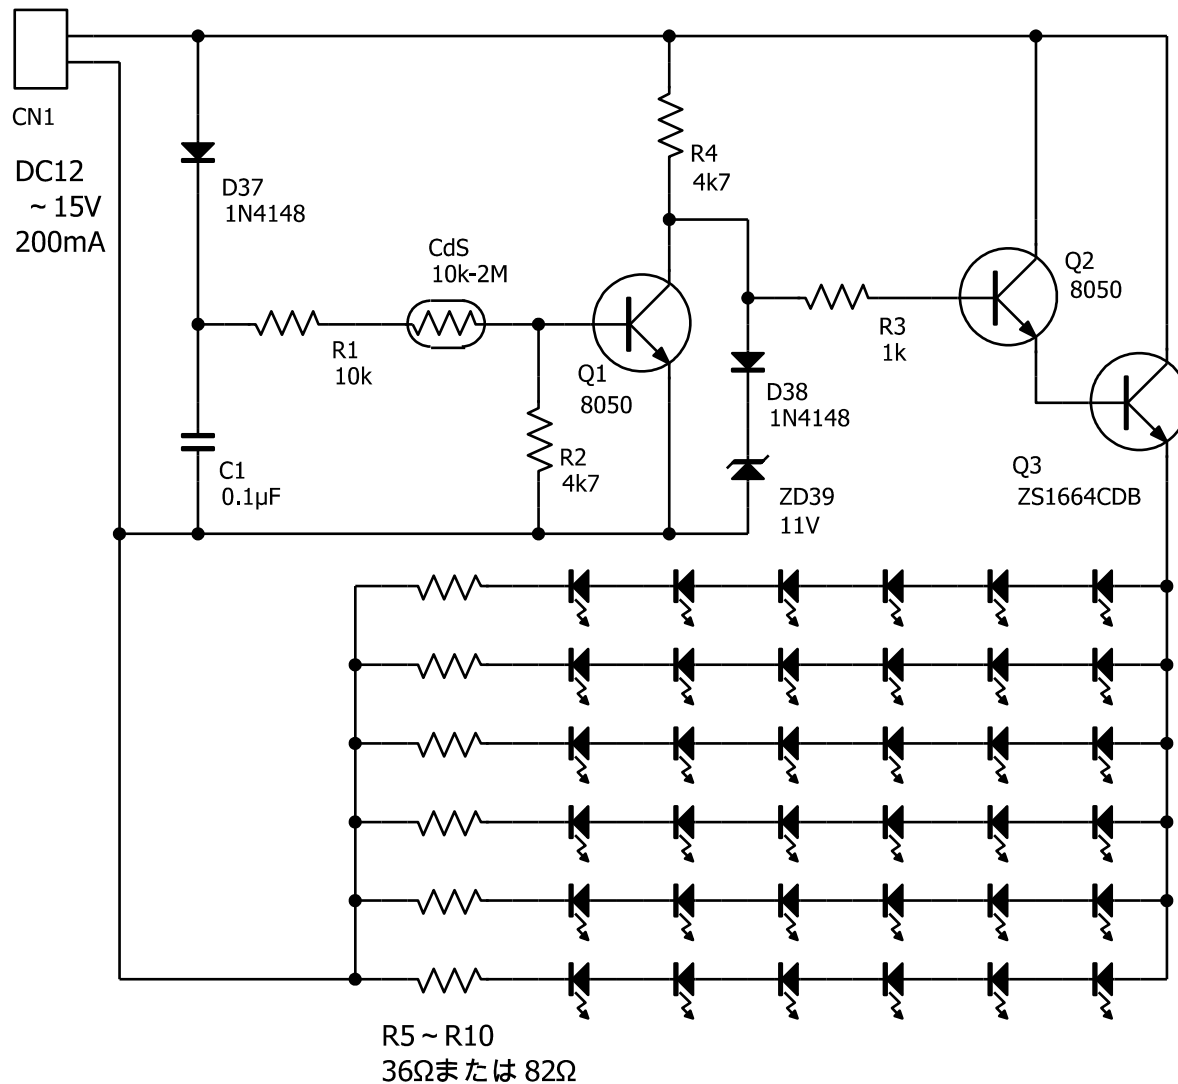 CN1
DC12
~ 15V
200mA
D37
1N4148
CdS
10k-2M
R1
10k
C1
0.1μF
R2
4k7
Q1
8050
R4
4k7
D38
1N4148
ZD39
11V
R3
1k
Q2
8050
Q3
ZS1664CDB
R5 ~ R10
36Ωまたは 82Ω